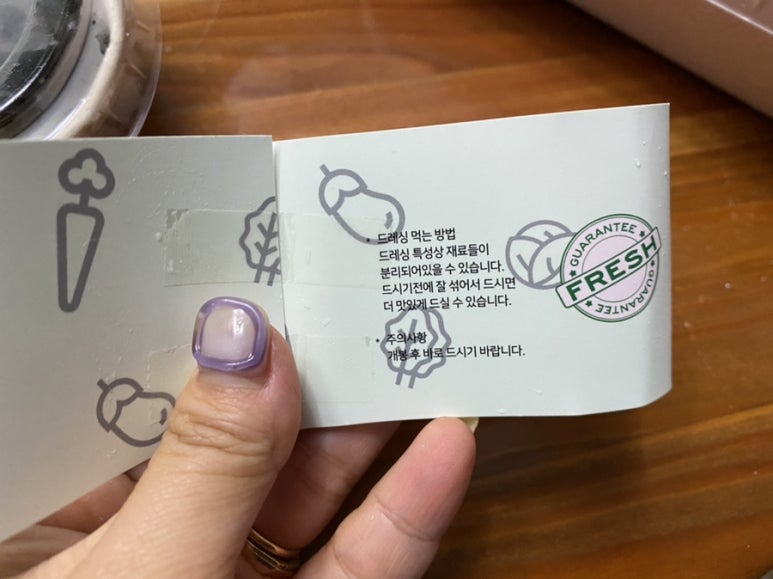 • 드레싱 먹는 방법
드레싱 특성상 재료들이
분리되어있을 수 있습니다.
드시기전에 잘 섞어서 드시면
더 맛있게 드실 수 있습니다.
• 주의사항
개봉 후 바로 드시기 바랍니다.
GUARANTEE
FRESH
GUARANTEE